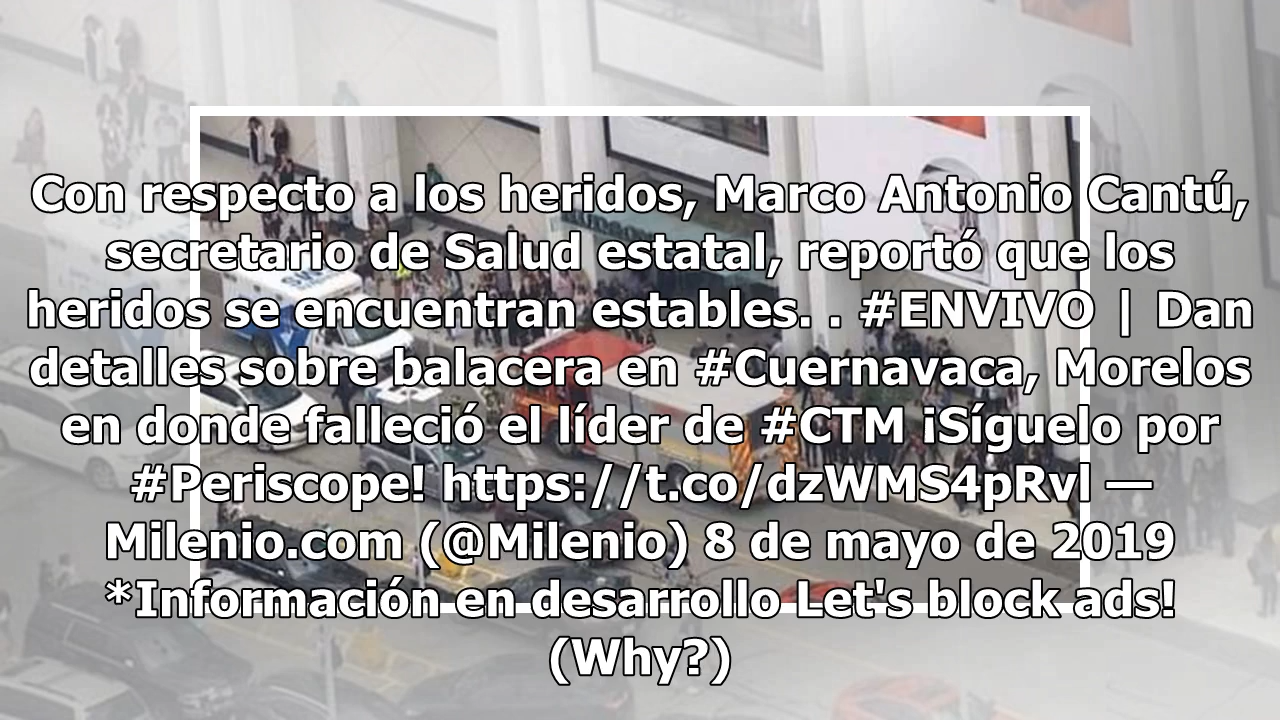 Con respecto a los heridos, Marco Antonio Cantú,
secretario de Salud estatal, reportó que los
heridos se encuentran estables. . #ENVIVO | Dan
detalles sobre balacera en #Cuernavaca, Morelos
en donde falleció el líder de #CTM ¡Síguelo por
#Periscope! https://t.co/dzWMS4pRvl —
Milenio.com (@Milenio) 8 de mayo de 2019
*Información en desarrollo Let's block ads!
(Why?)